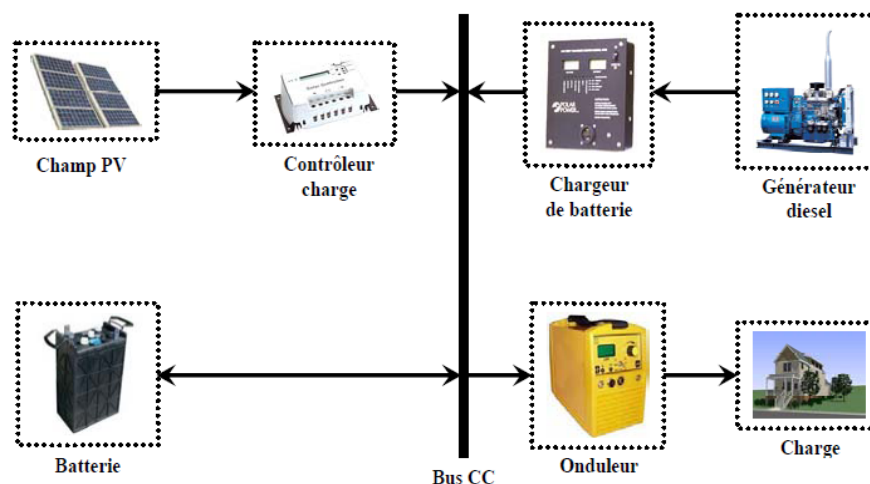 Champ PV
Contrôleur
charge
Chargeur
de batterie
Générateur
diesel
Batterie
Bus CC
Onduleur
Charge